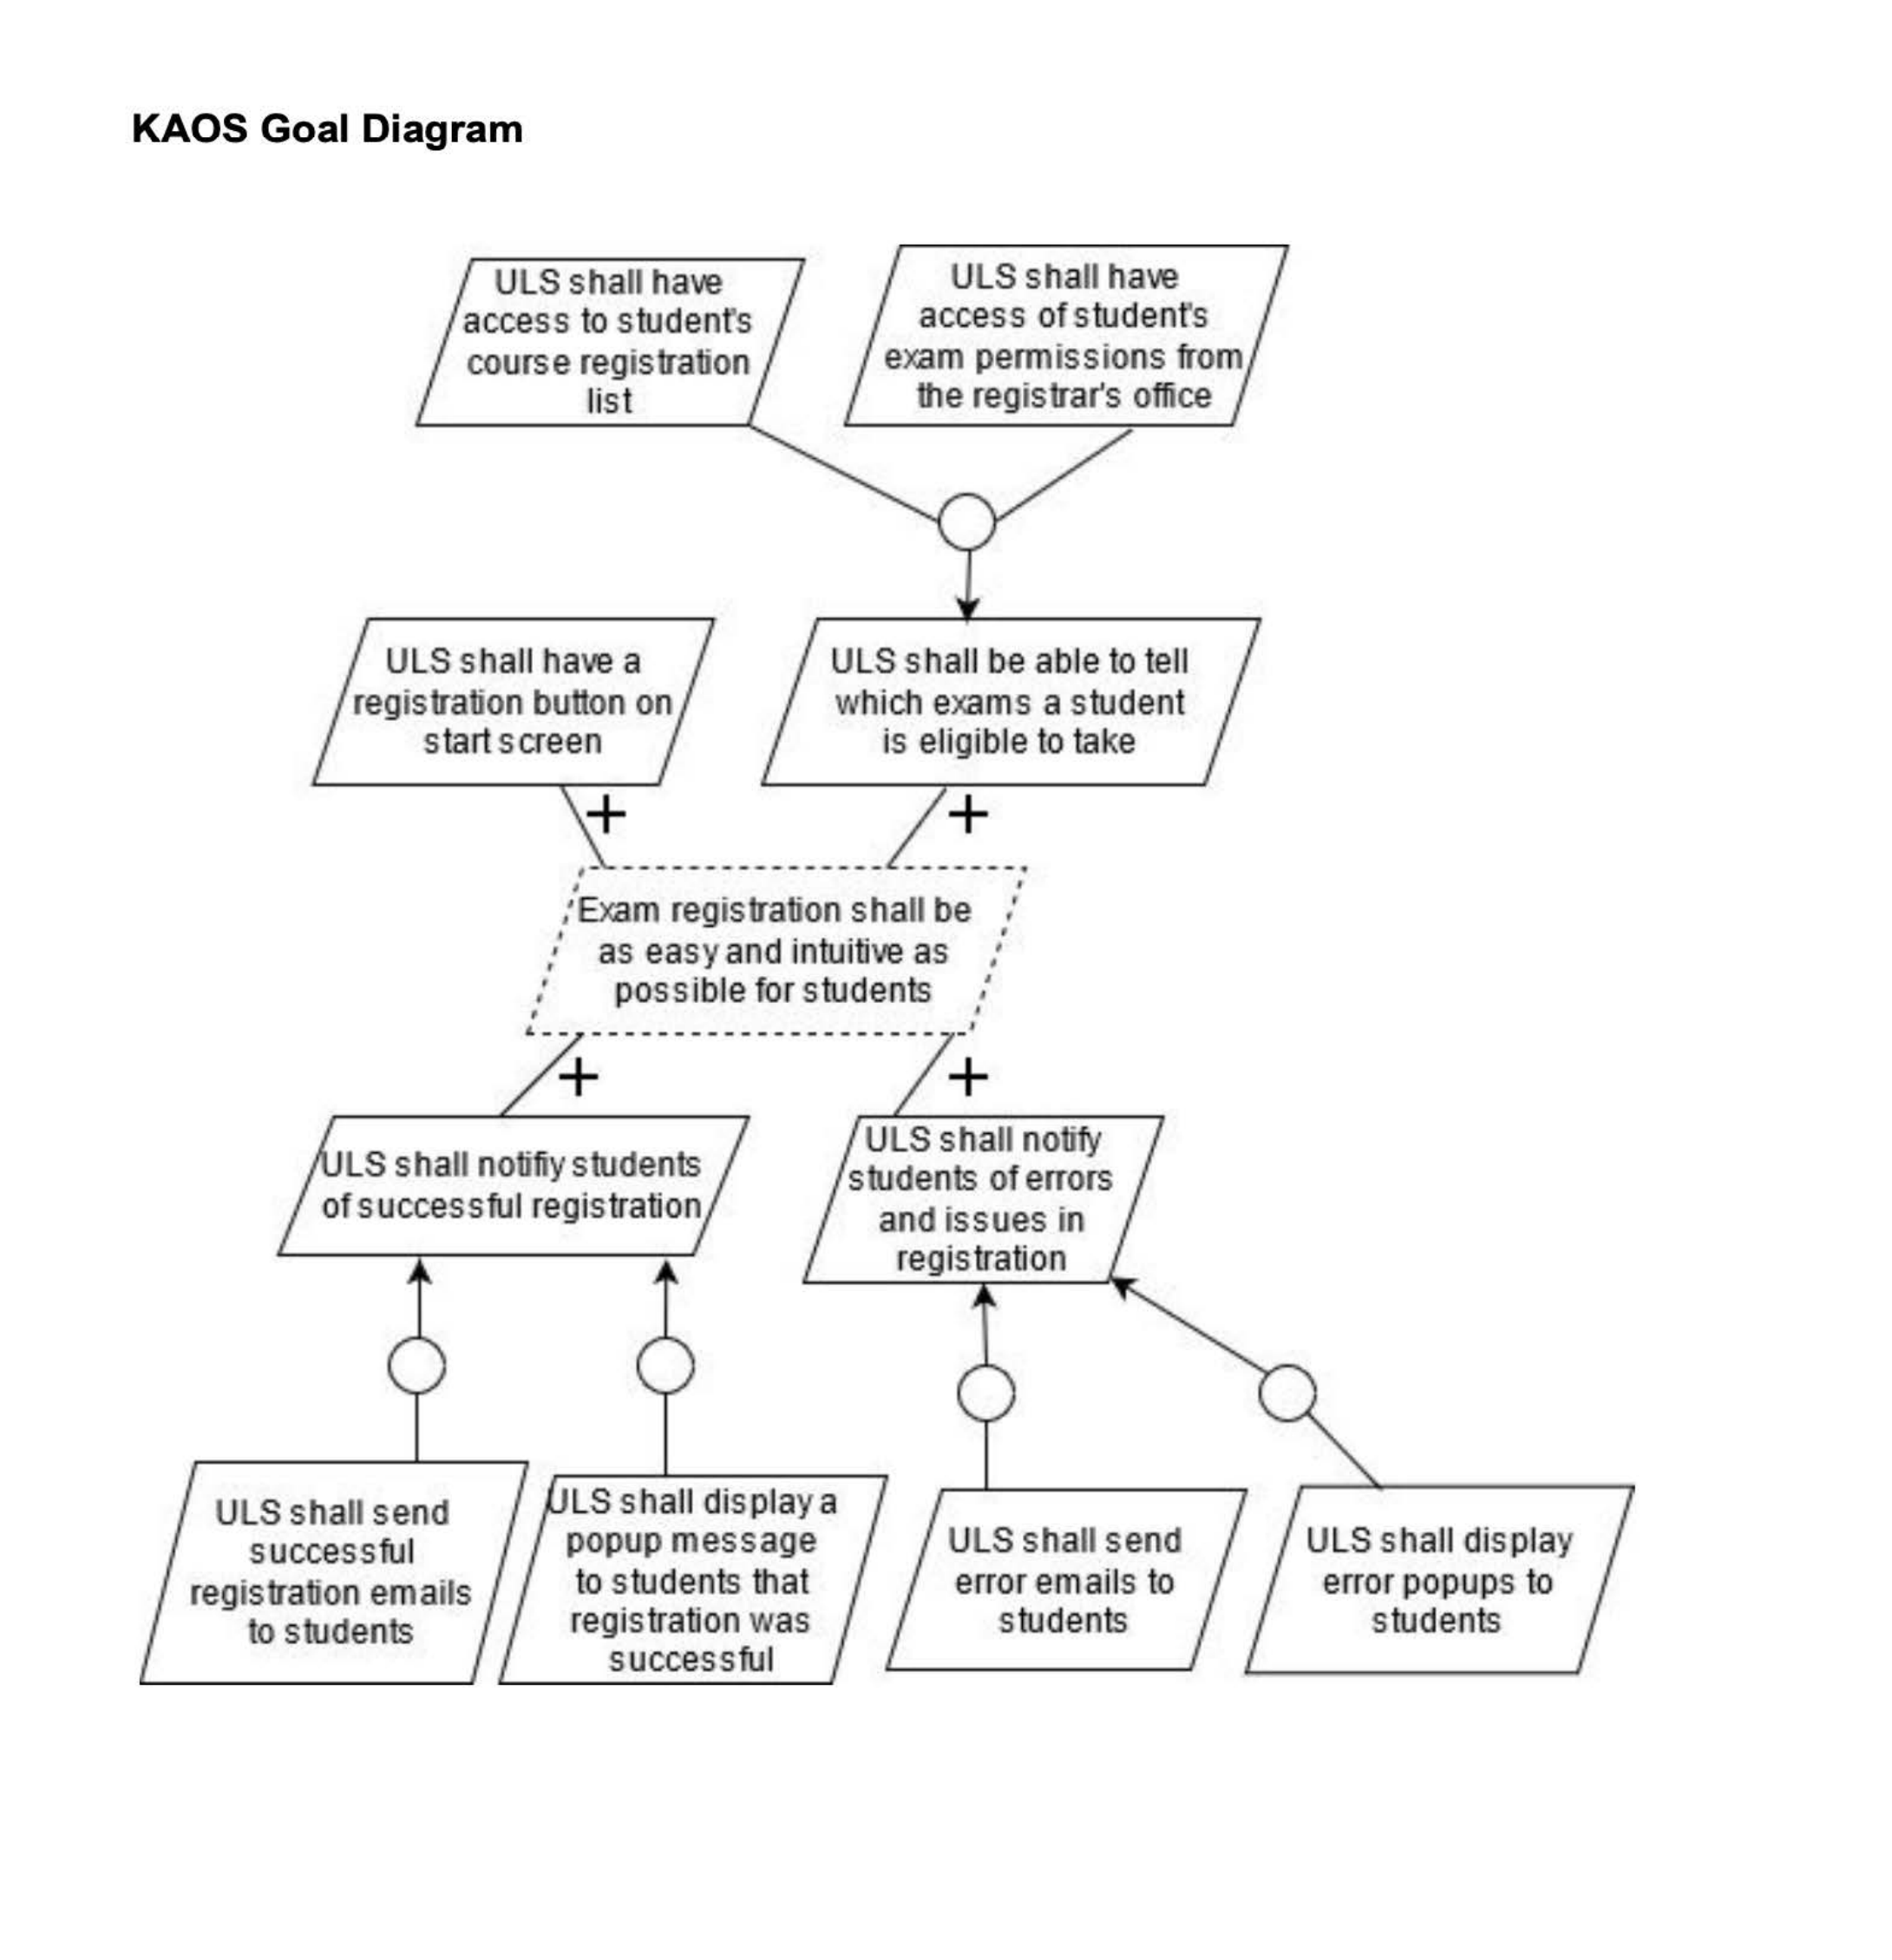 KAOS Goal Diagram
ULS shall have
access to student's
course registration
list
ULS shall have
access of student's
exam permissions from
the registrar's office
ULS shall have a
registration button on
start screen
ULS shall be able to tell
which exams a student
is eligible to take
+
+
Exam registration shall be
as easy and intuitive as
possible for students
+
+
ULS shall notifiy students
of successful registration
ULS shall notify
students of errors
and issues in
registration
ULS shall send
successful
registration emails
to students
ULS shall display a
popup message
to students that
registration was
successful
ULS shall send
error emails to
students
ULS shall display
error popups to
students